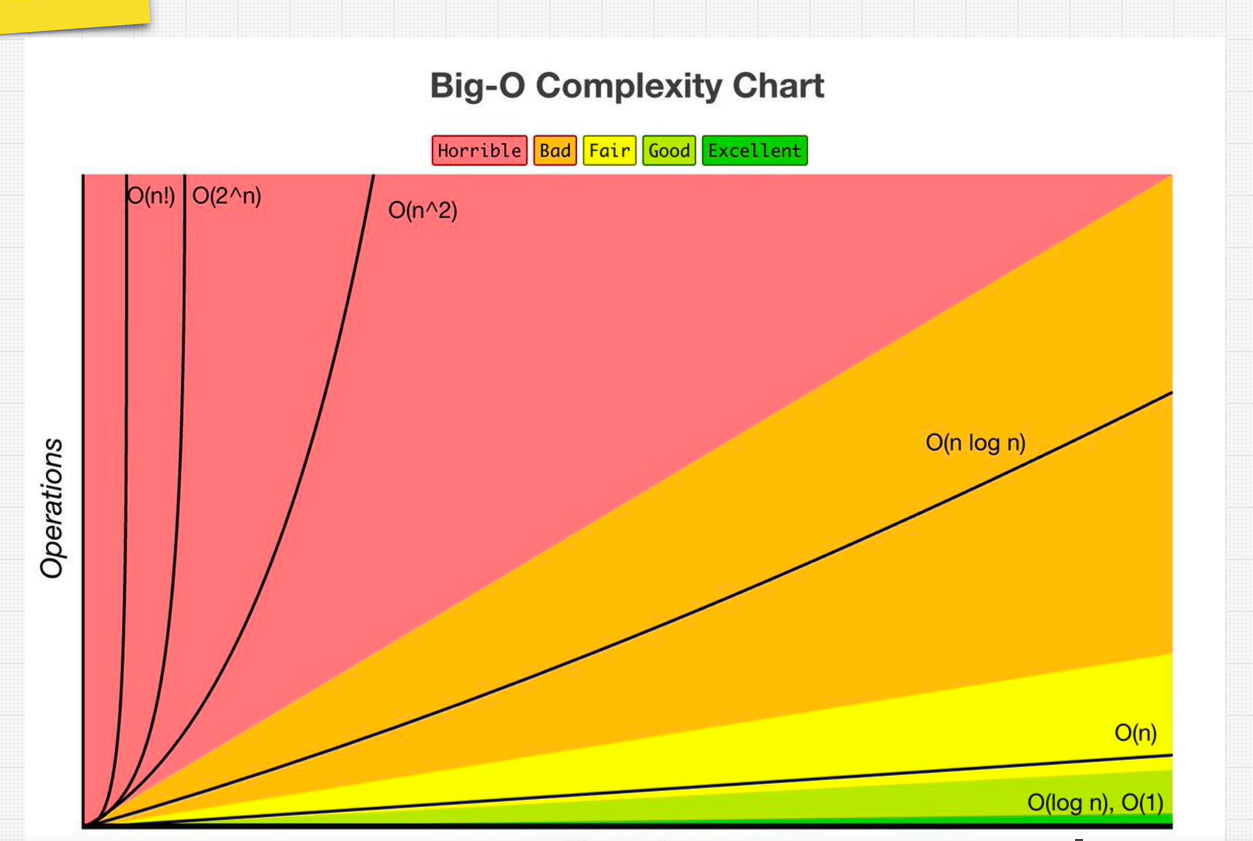 Big-O Complexity Chart
Horrible Bad Fair Good Excellent
O(n!) O(2^n)
O(n^2)
Operations
O(n log n)
O(n)
O(log n), O(1)